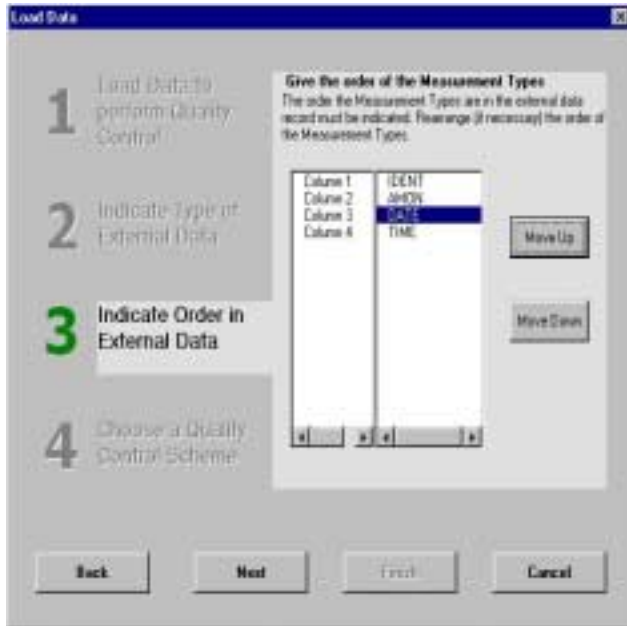 Load Data
1
Load Data to
perform Quality
Control
2
Indicate Type of
External Data
3
Indicate Order in
External Data
4
Choose a Quality
Control Scheme
Give the order of the Measurement Types
The order the Measurement Types are in the external data
record must be indicated. Rearrange (if necessary) the order of
the Measurement Types.
Column 1 IDENT
Column 2 AMON
Column 3 DATE
Column 4 TIME
Move Up
Move Down
Back Next Finish Cancel